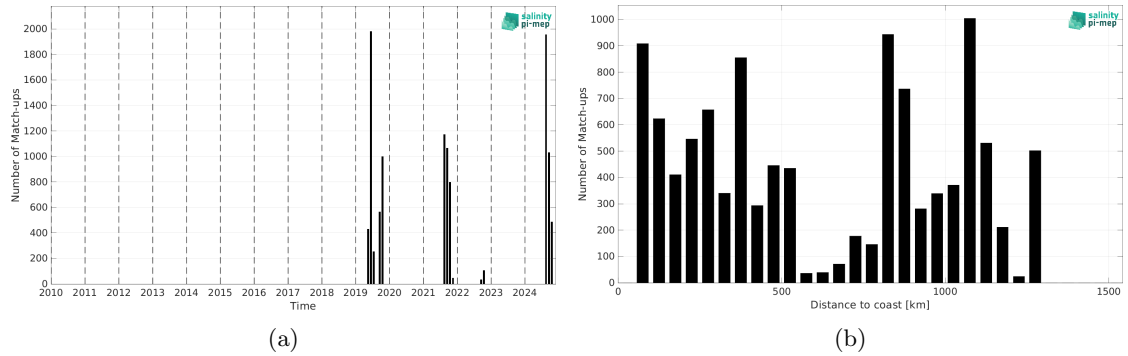 salinity
pi-mep
2000
1800
1600
1400
1200
1000
800
600
400
200
0
Number of Match-ups
2010 2011 2012 2013 2014 2015 2016 2017 2018 2019 2020 2021 2022 2023 2024
Time
(a)
salinity
pi-mep
1000
900
800
700
600
500
400
300
200
100
0
Number of Match-ups
0 500 1000 1500
Distance to coast [km]
(b)